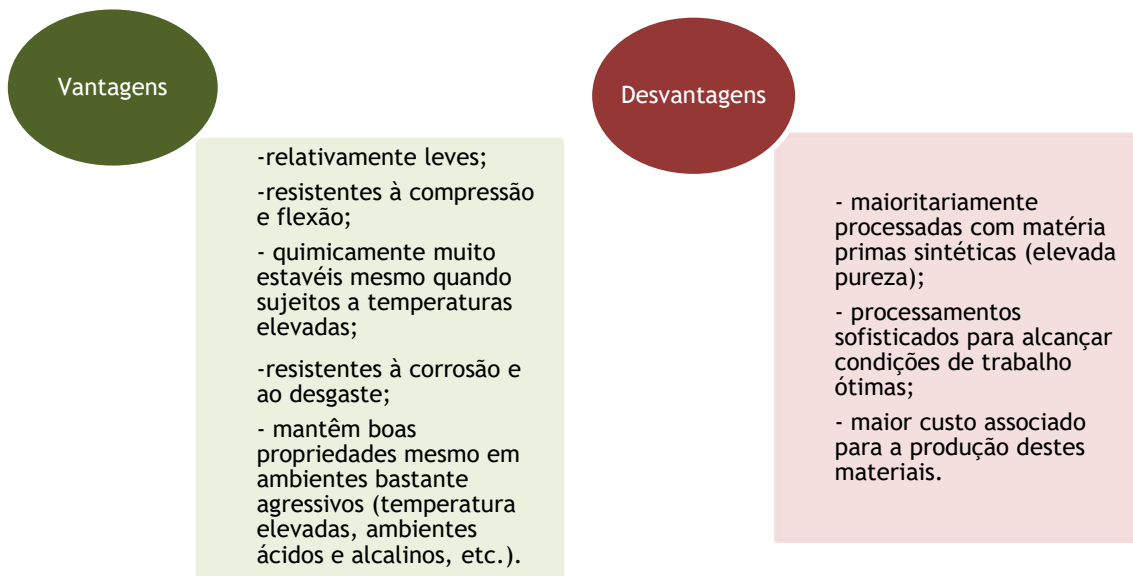 Vantagens
-relativamente leves;
-resistentes à compressão
e flexão;
- quimicamente muito
estavéis mesmo quando
sujeitos a temperaturas
elevadas;
-resistentes à corrosão e
ao desgaste;
- mantêm boas
propriedades mesmo em
ambientes bastante
agressivos (temperatura
elevadas, ambientes
ácidos e alcalinos, etc.).
Desvantagens
- maioritariamente
processadas com matéria
primas sintéticas (elevada
pureza);
- processamentos
sofisticados para alcançar
condições de trabalho
ótimas;
- maior custo associado
para a produção destes
materiais.